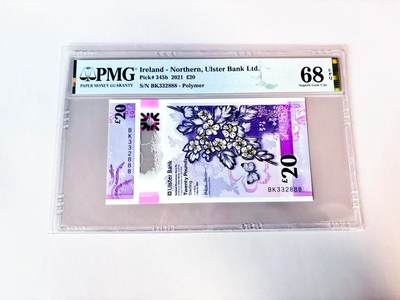 PMG
PAPER MONEY GUARANTY
Ireland - Northern, Ulster Bank Ltd.
Pick# 345b 2021 £20
S/N BK332888 - Polymer
68 EPQ
Superb Gem Unc
£20
BK332888
Ulster Bank
Twenty Pounds
Sterling
£20
BK332888